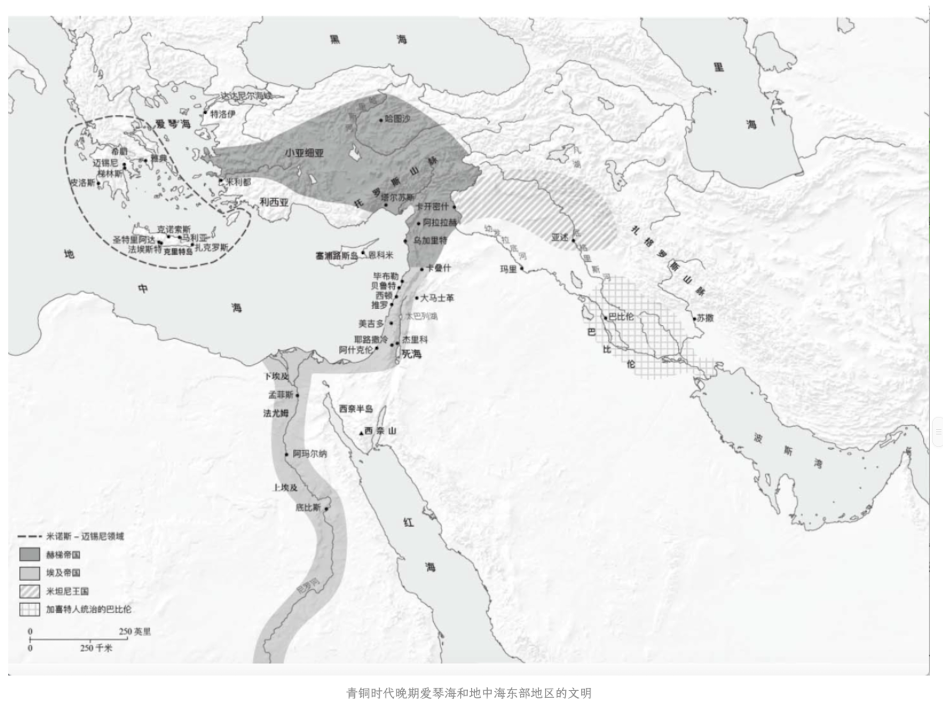 黑海
里海
达达尼尔海峡
特洛伊
爱琴海
哈图沙
小亚细亚
希腊
雅典
迈锡尼
梯林斯
皮洛斯
米利都
利西亚
托罗斯山脉
塔尔苏斯
卡开密什
阿拉拉赫
乌加里特
克诺索斯
圣特里阿达
马利亚
法埃斯特
扎克罗斯
克里特岛
塞浦路斯岛
恩科米
地中海
卡叠什
亚述
底格里斯河
幼发拉底河
玛里
扎格罗斯山脉
毕布勒
贝鲁特
西顿
推罗
大马士革
美吉多
太巴列湖
耶路撒冷
杰里科
阿什克伦
死海
巴比伦
巴比伦
苏撒
下埃及
孟菲斯
法尤姆
西奈半岛
西奈山
阿玛尔纳
上埃及
底比斯
尼罗河
红海
波斯湾
米诺斯－迈锡尼领域
赫梯帝国
埃及帝国
米坦尼王国
加喜特人统治的巴比伦
0 250 英里
0 250 千米
青铜时代晚期爱琴海和地中海东部地区的文明